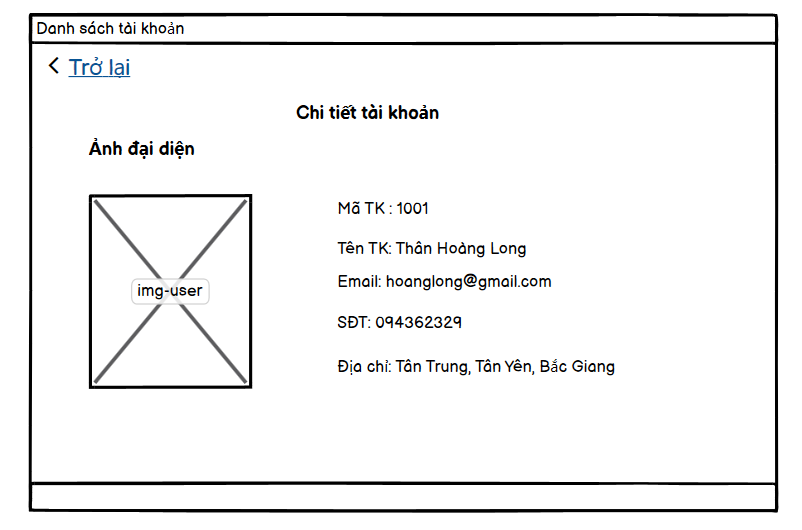 Danh sách tài khoản
Trở lại
Chi tiết tài khoản
Ảnh đại diện
img-user
Mã TK : 1001
Tên TK: Thân Hoàng Long
Email: hoanglong@gmail.com
SĐT: 094362329
Địa chỉ: Tân Trung, Tân Yên, Bắc Giang